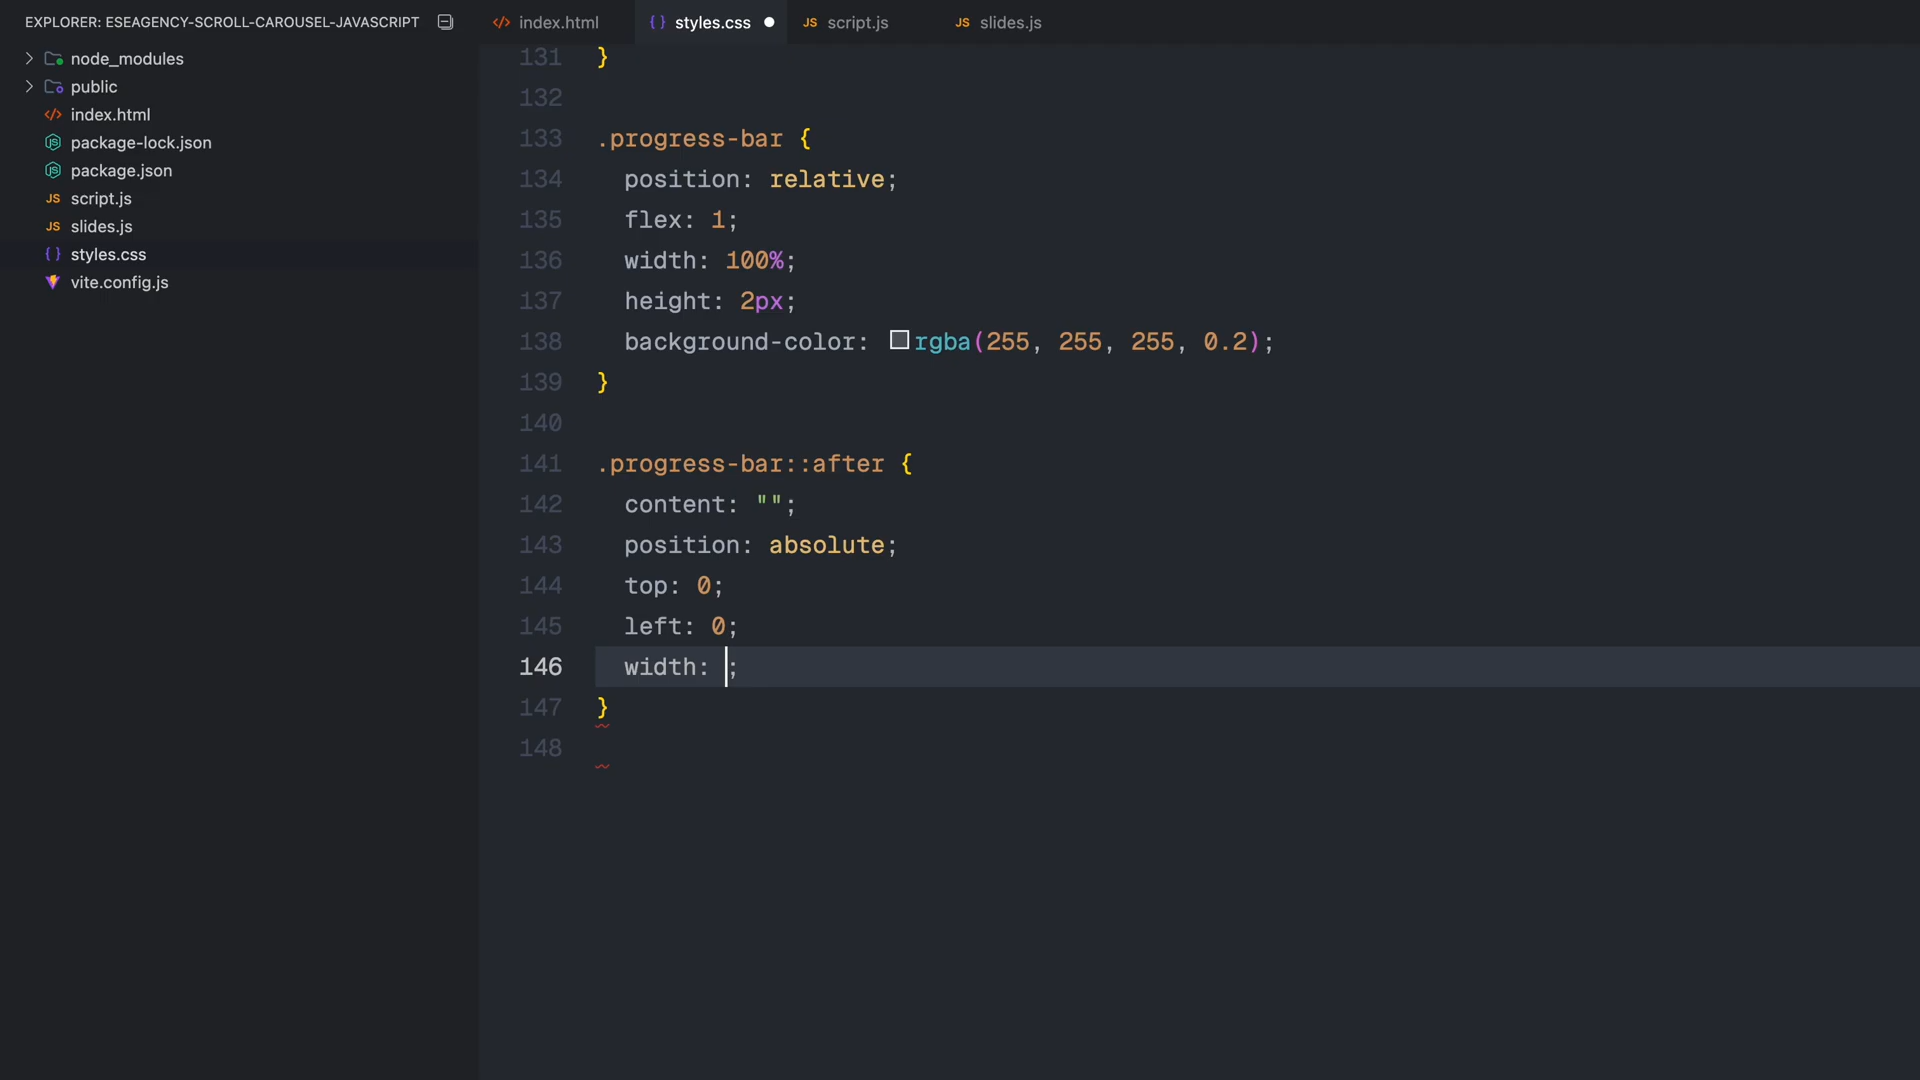 EXPLORER: ESEAGENCY-SCROLL-CAROUSEL-JAVASCRIPT
node_modules
public
index.html
package-lock.json
package.json
script.js
slides.js
styles.css
vite.config.js
index.html
styles.css
JS script.js
JS slides.js
131 }
132
133 .progress-bar {
134 position: relative;
135 flex: 1;
136 width: 100%;
137 height: 2px;
138 background-color: rgba(255, 255, 255, 0.2);
139 }
140
141 .progress-bar::after {
142 content: "";
143 position: absolute;
144 top: 0;
145 left: 0;
146 width: ;
147 }
148